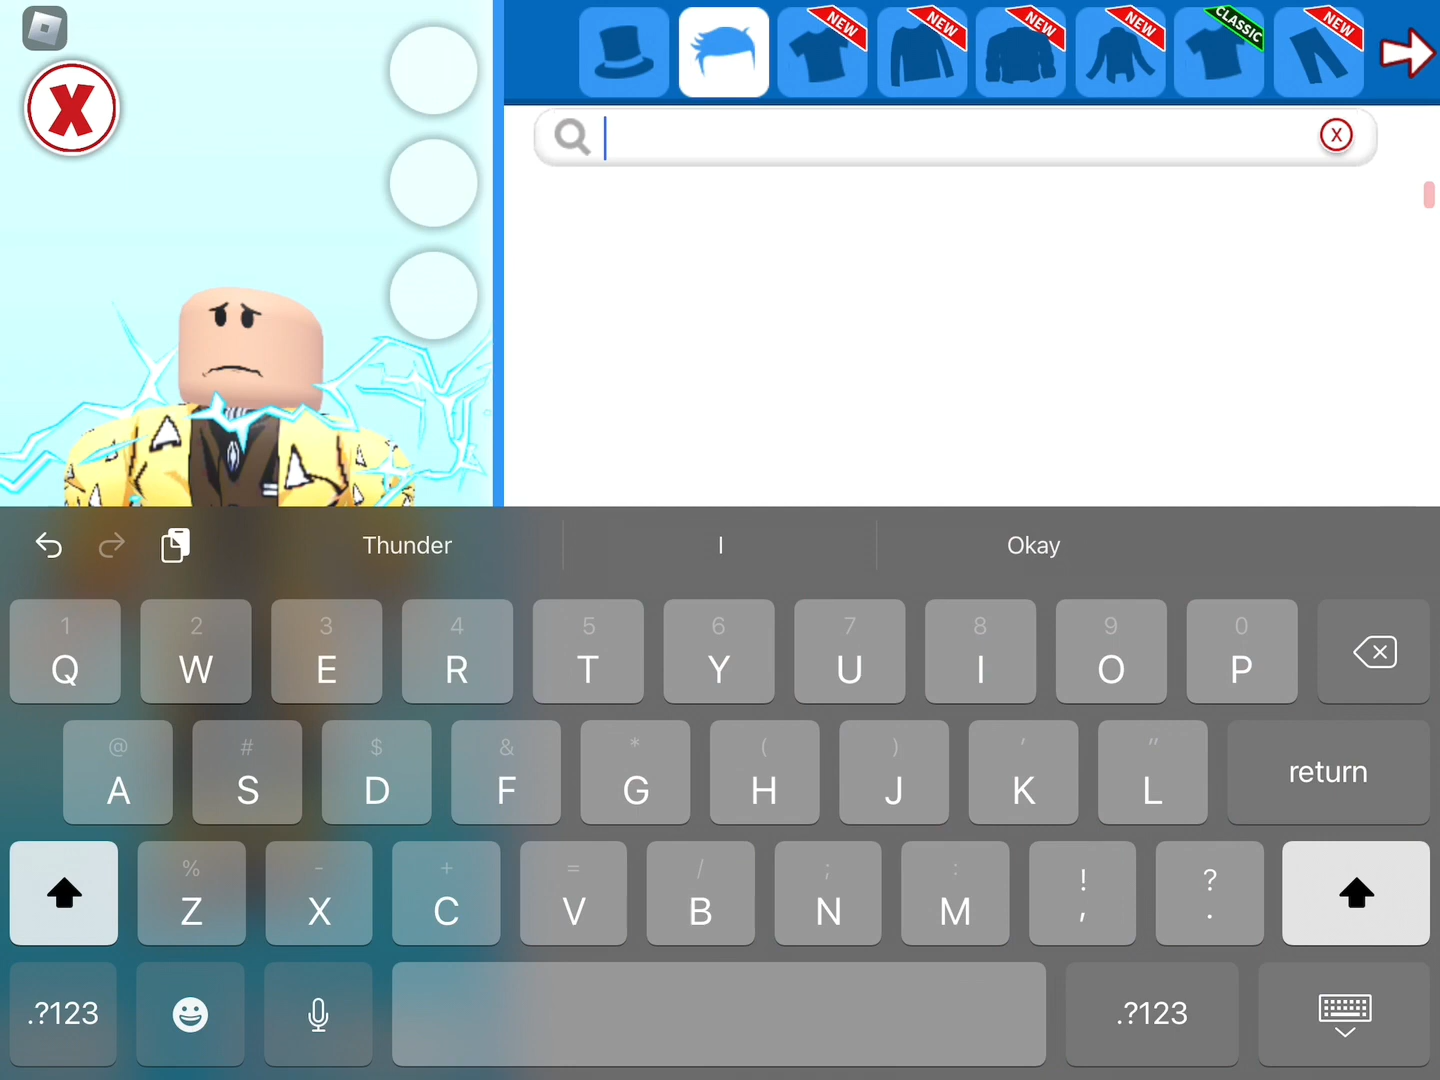 NEW NEW NEW NEW CLASSIC NEW
X
X
Thunder I Okay
1 2 3 4 5 6 7 8 9 0
Q W E R T Y U I O P
@ # $ & * ( ) ' "
A S D F G H J K L return
% - + = / ; : ! ?
Z X C V B N M , .
.?123 .?123